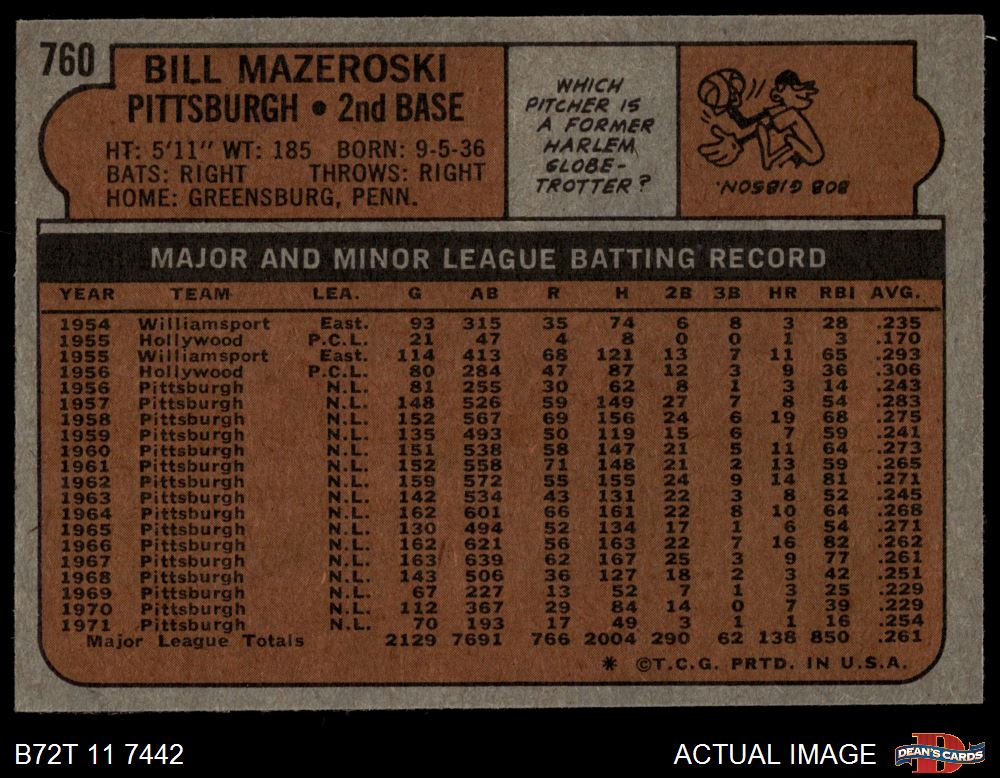 760
BILL MAZEROSKI
PITTSBURGH • 2nd BASE
HT: 5'11" WT: 185 BORN: 9-5-36
BATS: RIGHT THROWS: RIGHT
HOME: GREENSBURG, PENN.
WHICH
PITCHER IS
A FORMER
HARLEM
GLOBE-
TROTTER?
BOB GIBSON.
MAJOR AND MINOR LEAGUE BATTING RECORD
YEAR TEAM LEA. G AB R H 2B 3B HR RBI AVG.
1954 Williamsport East. 93 315 35 74 6 8 3 28 .235
1955 Hollywood P.C.L. 21 47 4 8 0 0 1 3 .170
1955 Williamsport East. 114 413 68 121 13 7 11 65 .293
1956 Hollywood P.C.L. 80 284 47 87 12 3 9 36 .306
1956 Pittsburgh N.L. 81 255 30 62 8 1 3 14 .243
1957 Pittsburgh N.L. 148 526 59 149 27 7 8 54 .283
1958 Pittsburgh N.L. 152 567 69 156 24 6 19 68 .275
1959 Pittsburgh N.L. 135 493 50 119 15 6 7 59 .241
1960 Pittsburgh N.L. 151 538 58 147 21 5 11 64 .273
1961 Pittsburgh N.L. 152 558 71 148 21 2 13 59 .265
1962 Pittsburgh N.L. 159 572 55 155 24 9 14 81 .271
1963 Pittsburgh N.L. 142 534 43 131 22 3 8 52 .245
1964 Pittsburgh N.L. 162 601 66 161 22 8 10 64 .268
1965 Pittsburgh N.L. 130 494 52 134 17 1 6 54 .271
1966 Pittsburgh N.L. 162 621 56 163 22 7 16 82 .262
1967 Pittsburgh N.L. 163 639 62 167 25 3 9 77 .261
1968 Pittsburgh N.L. 143 506 36 127 18 2 3 42 .251
1969 Pittsburgh N.L. 67 227 13 52 7 1 3 25 .229
1970 Pittsburgh N.L. 112 367 29 84 14 0 7 39 .229
1971 Pittsburgh N.L. 70 193 17 49 3 1 1 16 .254
Major League Totals 2129 7691 766 2004 290 62 138 850 .261
* ©T.C.G. PRTD. IN U.S.A.
B72T 11 7442
ACTUAL IMAGE
DEAN'S CARDS